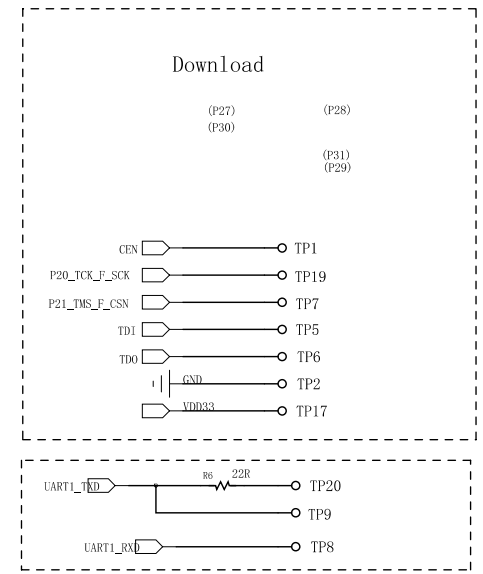 Download
(P27) (P28)
(P30)
(P31)
(P29)
CEN TP1
P20_TCK_F_SCK TP19
P21_TMS_F_CSN TP7
TDI TP5
TDO TP6
GND TP2
VDD33 TP17
R6 22R
UART1_TXD TP20
TP9
UART1_RXD TP8